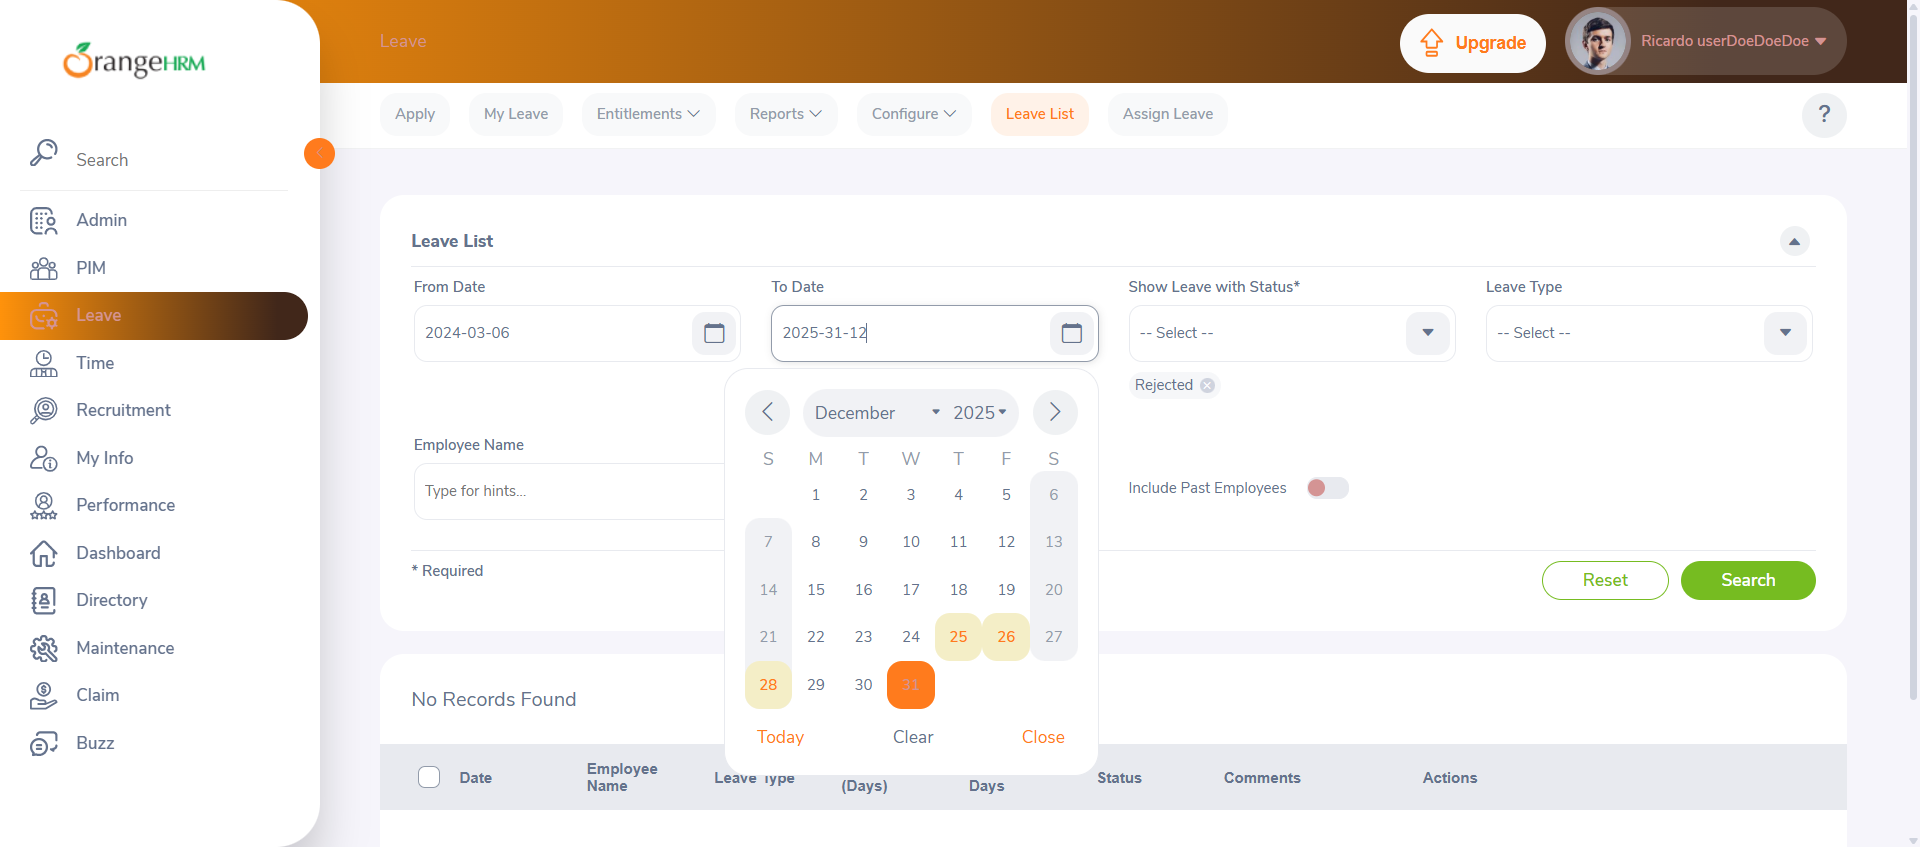 OrangeHRM
Leave
Upgrade
Ricardo userDoeDoeDoe
Apply
My Leave
Entitlements
Reports
Configure
Leave List
Assign Leave
?
Search
Admin
PIM
Leave
Time
Recruitment
My Info
Performance
Dashboard
Directory
Maintenance
Claim
Buzz
Leave List
From Date
To Date
Show Leave with Status*
Leave Type
2024-03-06
2025-31-12
-- Select --
-- Select --
Rejected
Employee Name
Type for hints...
Include Past Employees
* Required
Reset
Search
December 2025
S M T W T F S
1 2 3 4 5 6
7 8 9 10 11 12 13
14 15 16 17 18 19 20
21 22 23 24 25 26 27
28 29 30 31
Today Clear Close
No Records Found
Date
Employee Name
Leave Type
(Days)
Days
Status
Comments
Actions